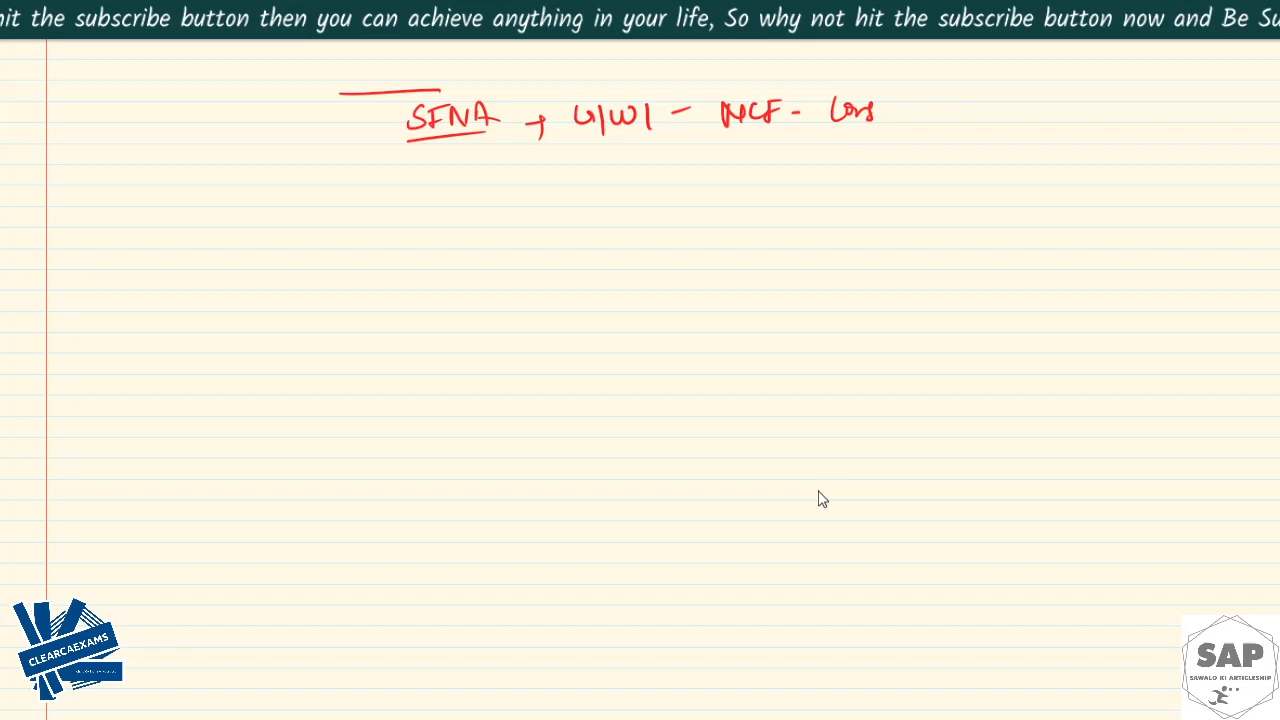 hit the subscribe button then you can achieve anything in your life, So why not hit the subscribe button now and Be Su
SFNA + G/W/ - NCF - Loss
CLEARCAEXAMS
SAP
SAWALO KI ARTICLESHIP